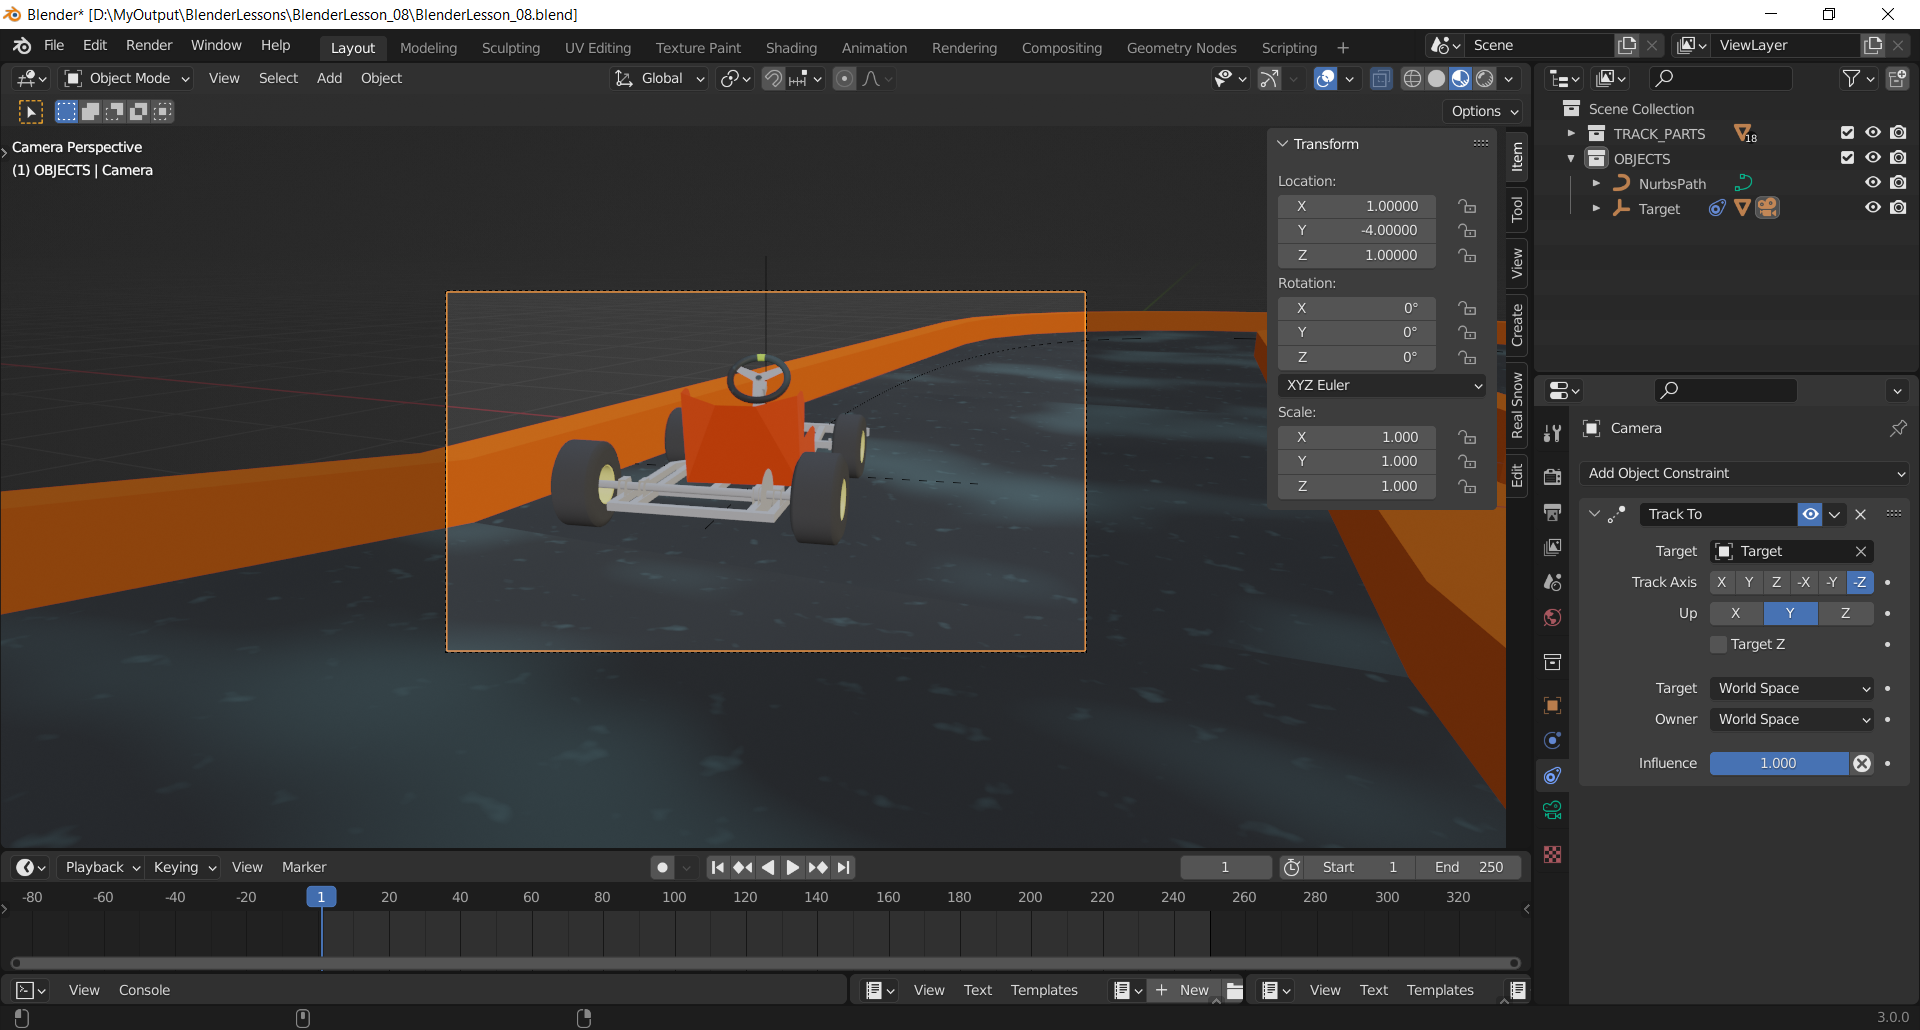 Blender* [D:\MyOutput\BlenderLessons\BlenderLesson_08\BlenderLesson_08.blend]
File Edit Render Window Help Layout Modeling Sculpting UV Editing Texture Paint Shading Animation Rendering Compositing Geometry Nodes Scripting + Scene ViewLayer
Object Mode View Select Add Object Global
Options
Camera Perspective
(1) OBJECTS | Camera
Transform
Location:
X 1.00000
Y -4.00000
Z 1.00000
Rotation:
X 0°
Y 0°
Z 0°
XYZ Euler
Scale:
X 1.000
Y 1.000
Z 1.000
Item
Tool
View
Create
Real Snow
Edit
Scene Collection
TRACK_PARTS 18
OBJECTS
NurbsPath
Target
Camera
Add Object Constraint
Track To
Target Target
Track Axis X Y Z -X -Y -Z
Up X Y Z
Target Z
Target World Space
Owner World Space
Influence 1.000
Playback Keying View Marker 1 Start 1 End 250
-80 -60 -40 -20 1 20 40 60 80 100 120 140 160 180 200 220 240 260 280 300 320
View Console View Text Templates + New View Text Templates
3.0.0